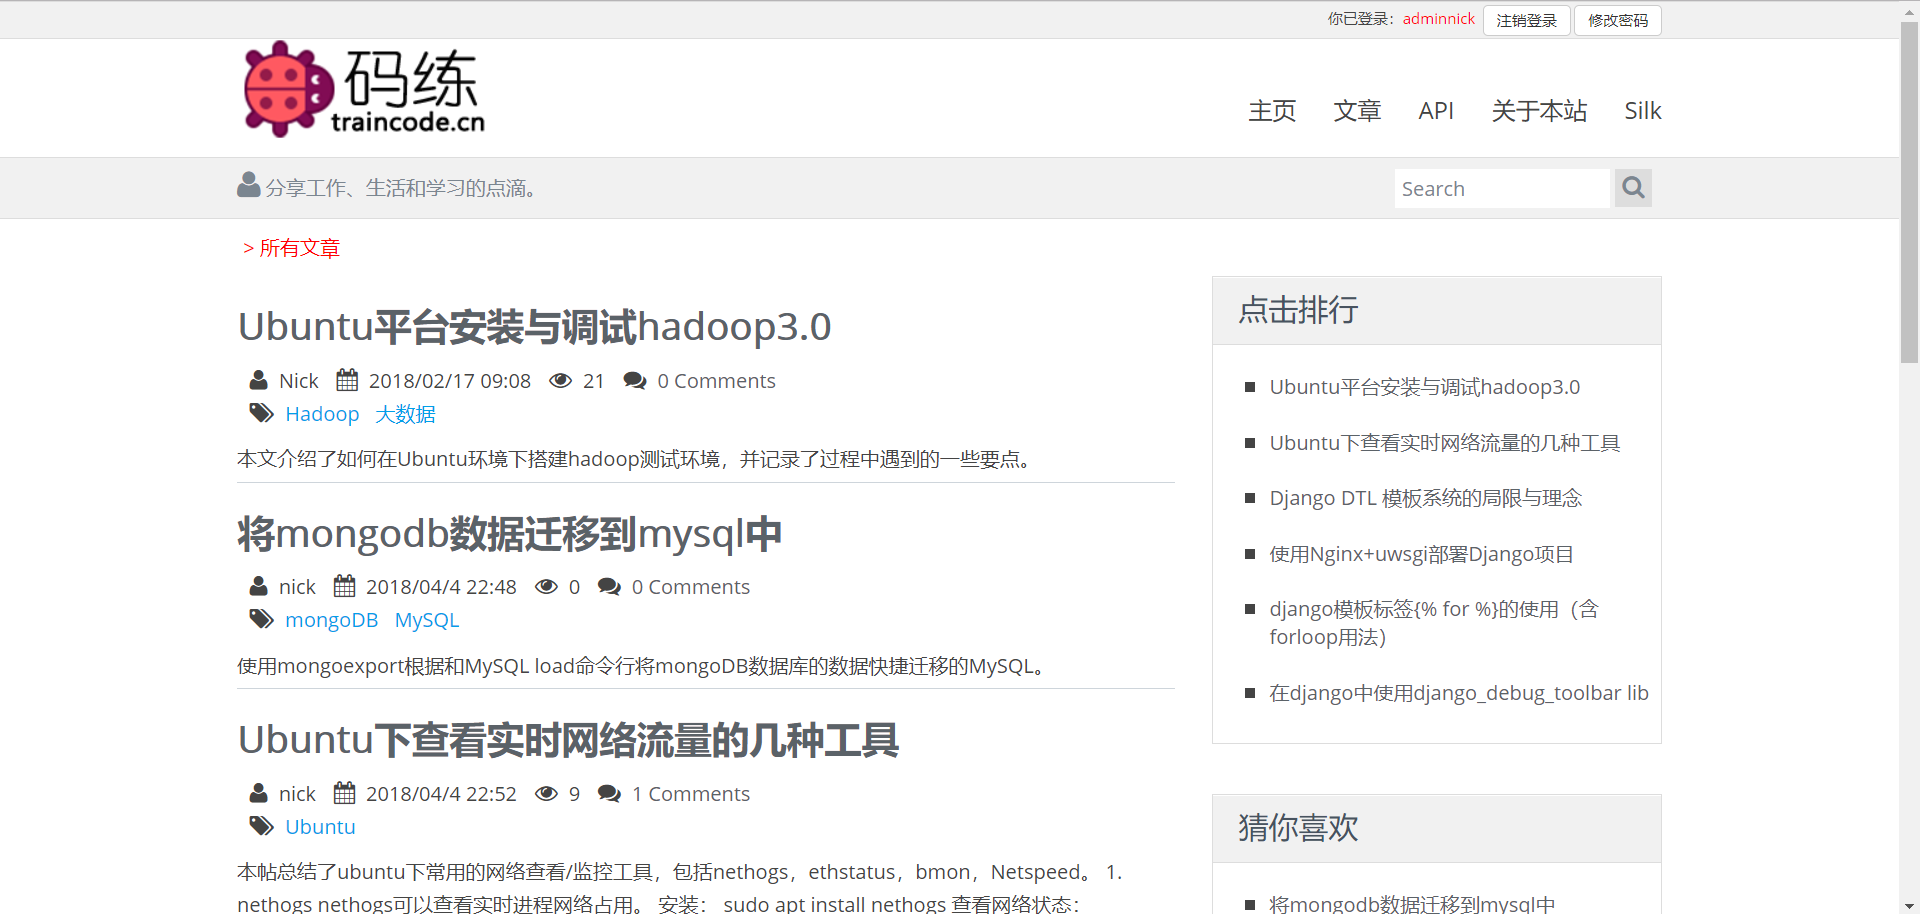 你已登录：adminnick 注销登录 修改密码
码练
traincode.cn
主页 文章 API 关于本站 Silk
分享工作、生活和学习的点滴。 Search
> 所有文章
Ubuntu平台安装与调试hadoop3.0
Nick 2018/02/17 09:08 21 0 Comments
Hadoop 大数据
本文介绍了如何在Ubuntu环境下搭建hadoop测试环境，并记录了过程中遇到的一些要点。
将mongodb数据迁移到mysql中
nick 2018/04/4 22:48 0 0 Comments
mongoDB MySQL
使用mongoexport根据和MySQL load命令行将mongoDB数据库的数据快捷迁移的MySQL。
Ubuntu下查看实时网络流量的几种工具
nick 2018/04/4 22:52 9 1 Comments
Ubuntu
本帖总结了ubuntu下常用的网络查看/监控工具，包括nethogs，ethstatus，bmon，Netspeed。 1.
nethogs nethogs可以查看实时进程网络占用。 安装： sudo apt install nethogs 查看网络状态：
点击排行
Ubuntu平台安装与调试hadoop3.0
Ubuntu下查看实时网络流量的几种工具
Django DTL 模板系统的局限与理念
使用Nginx+uwsgi部署Django项目
django模板标签{% for %}的使用（含
forloop用法）
在django中使用django_debug_toolbar lib
猜你喜欢
将mongodb数据迁移到mysql中